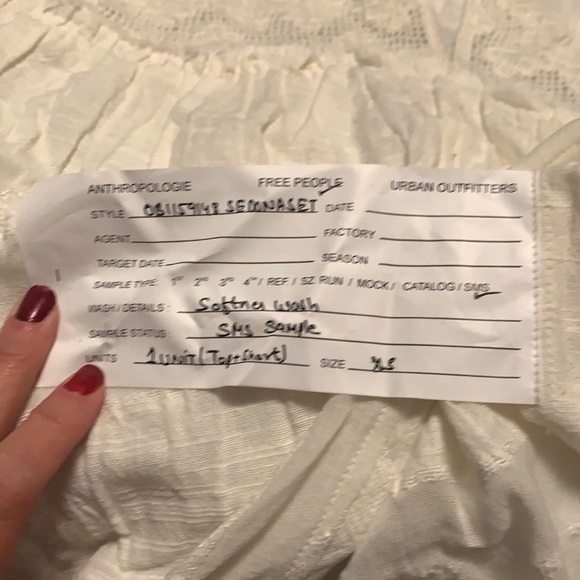 ANTHROPOLOGIE FREE PEOPLE URBAN OUTFITTERS
STYLE OB1159148 SEDONASET DATE
AGENT FACTORY
TARGET DATE SEASON
SAMPLE TYPE: 1ST 2ND 3RD 4TH / REF / SZ RUN / MOCK / CATALOG / SMS
WASH / DETAILS: Softner wash
SAMPLE STATUS SMS Sample
UNITS 1 UNIT (Top+Short) SIZE XS